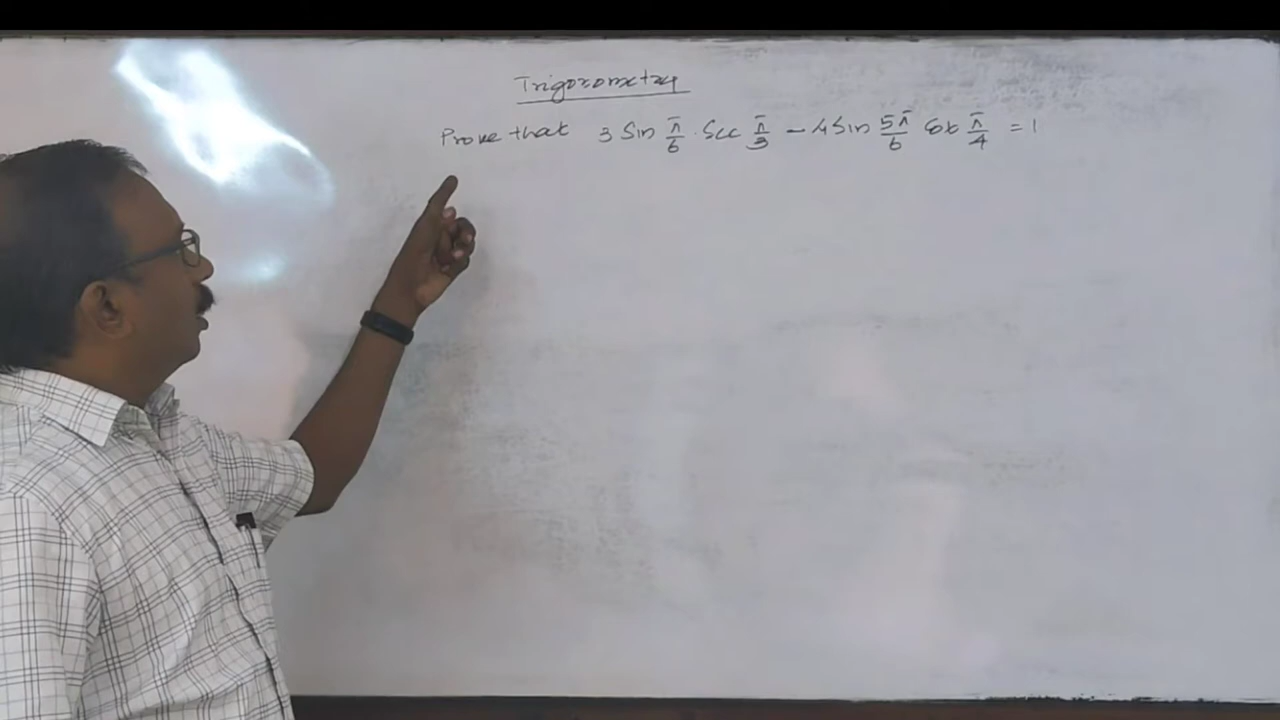 Trigonometry
Prove that 3 Sin π/6 . Sec π/3 - 4 Sin 5π/6 Cot π/4 = 1